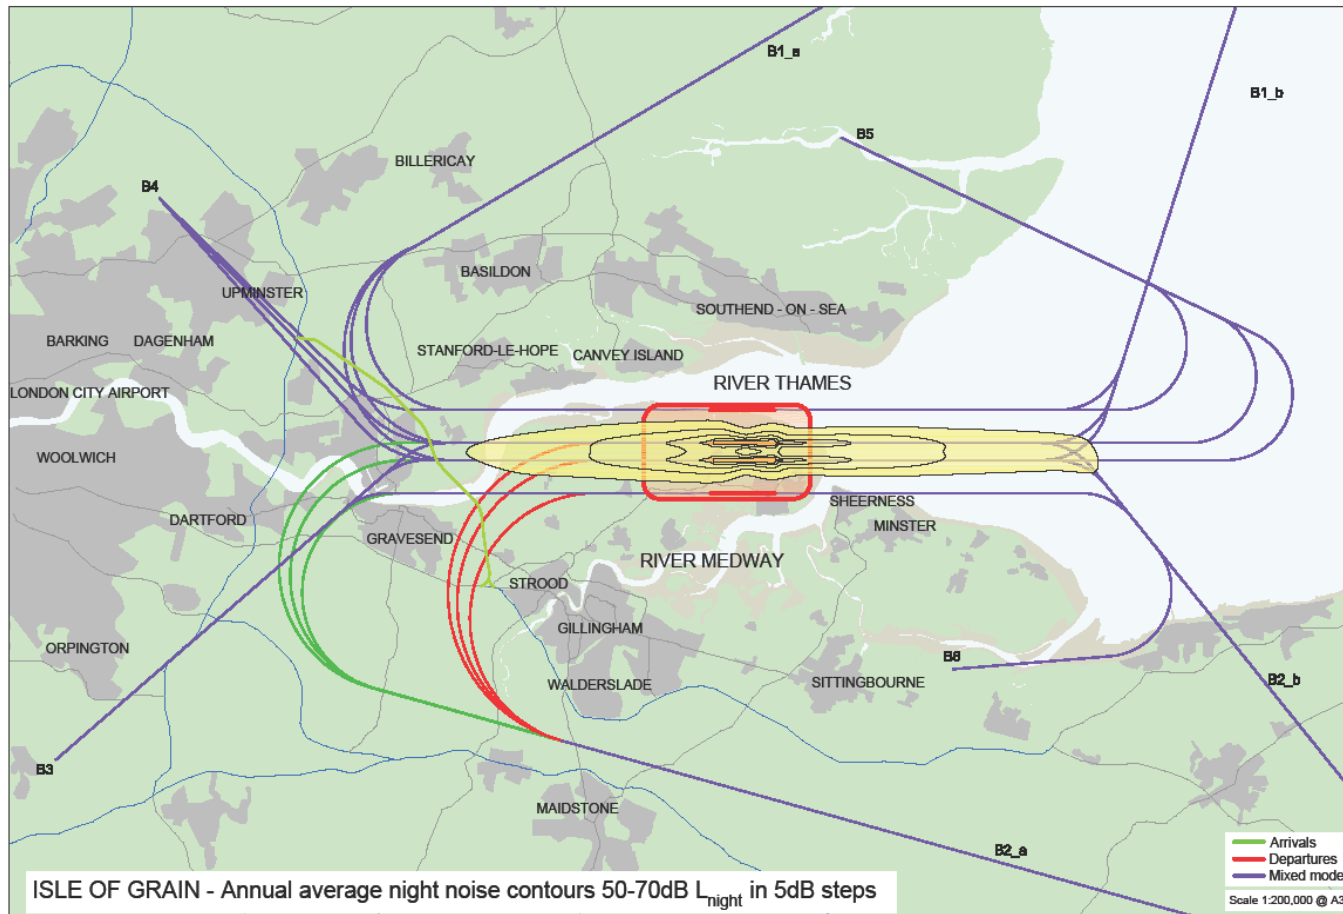 B1_a
B1_b
B5
BILLERICAY
B4
BASILDON
UPMINSTER
SOUTHEND - ON - SEA
BARKING
DAGENHAM
STANFORD-LE-HOPE
CANVEY ISLAND
RIVER THAMES
LONDON CITY AIRPORT
WOOLWICH
SHEERNESS
DARTFORD
MINSTER
GRAVESEND
RIVER MEDWAY
STROOD
GILLINGHAM
ORPINGTON
B6
WALDERSLADE
SITTINGBOURNE
B2_b
B3
MAIDSTONE
B2_a
Arrivals
Departures
Mixed mode
ISLE OF GRAIN - Annual average night noise contours 50-70dB Lnight in 5dB steps
Scale 1:200,000 @ A3